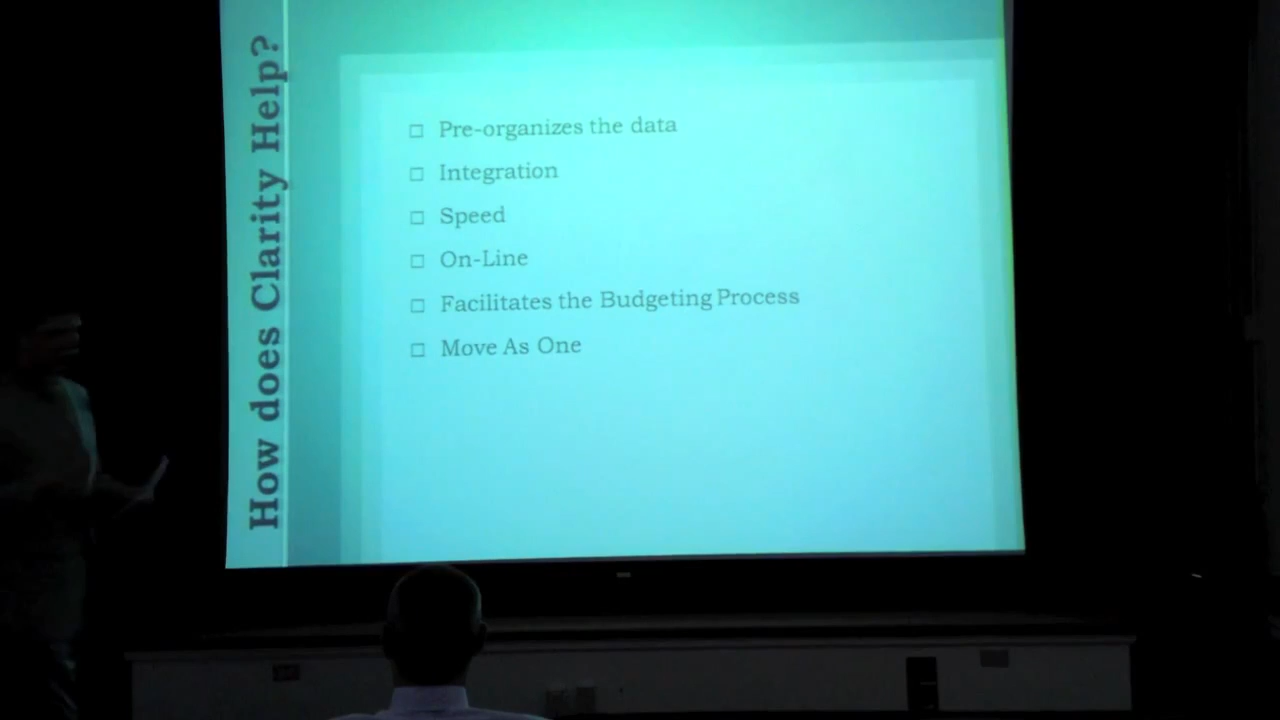 How does Clarity Help?
Pre-organizes the data
Integration
Speed
On-Line
Facilitates the Budgeting Process
Move As One